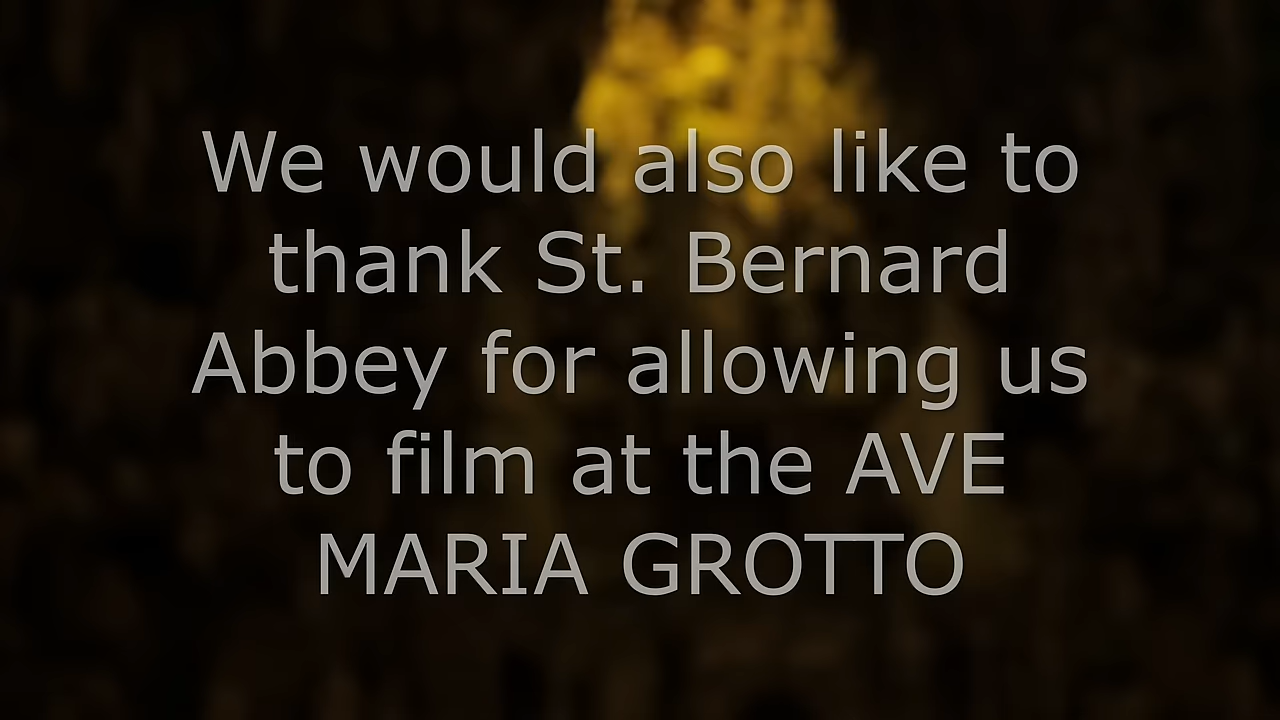 We would also like to
thank St. Bernard
Abbey for allowing us
to film at the AVE
MARIA GROTTO